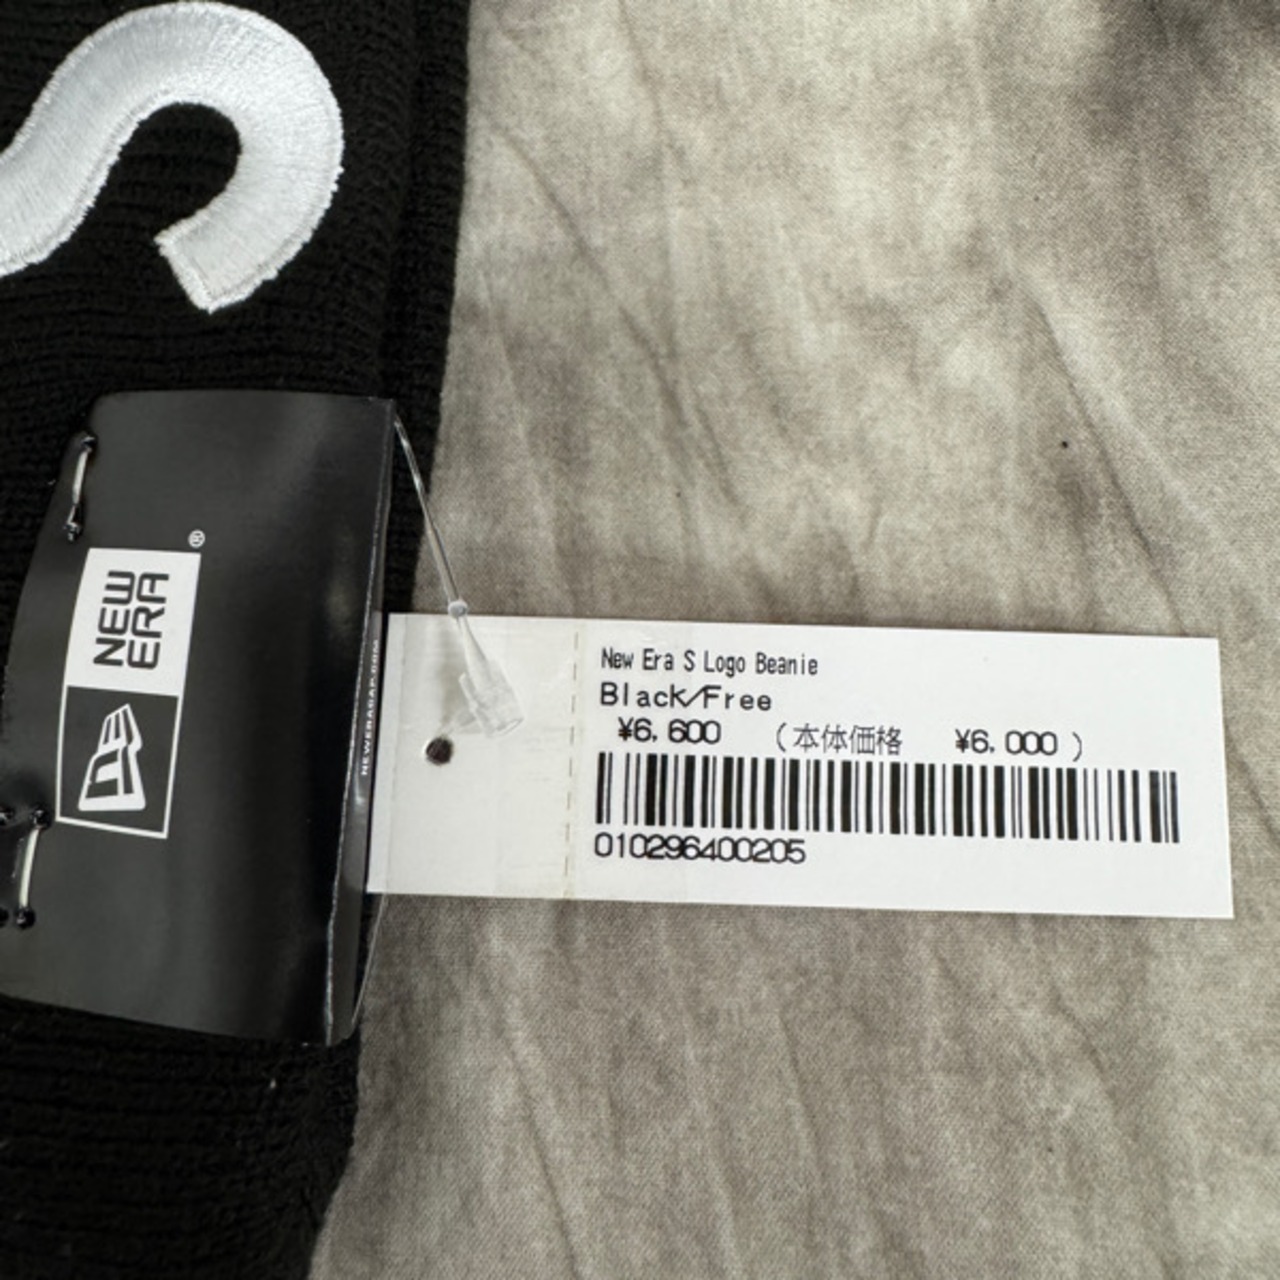 S
NEW
ERA
®
NEWERACAP.COM
New Era S Logo Beanie
Black/Free
¥6,600 (本体価格 ¥6,000)
010296400205